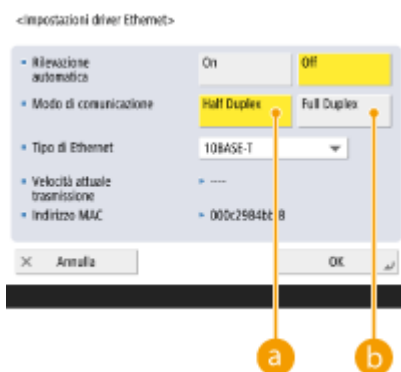 <Impostazioni driver Ethernet>
Rilevazione
automatica
On
Off
Modo di comunicazione
Half Duplex
Full Duplex
Tipo di Ethernet
10BASE-T
Velocità attuale
trasmissione
----
Indirizzo MAC
Annulla
OK
a
b